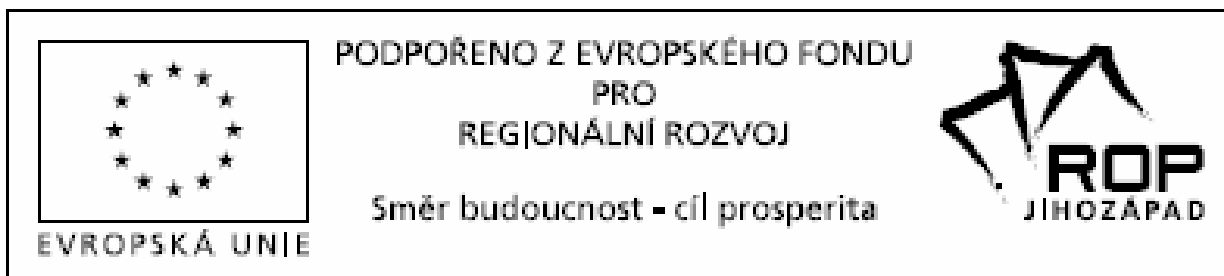 EVROPSKÁ UNIE
PODPOŘENO Z EVROPSKÉHO FONDU
PRO
REGIONÁLNÍ ROZVOJ
Směr budoucnost - cíl prosperita
ROP
JIHOZÁPAD